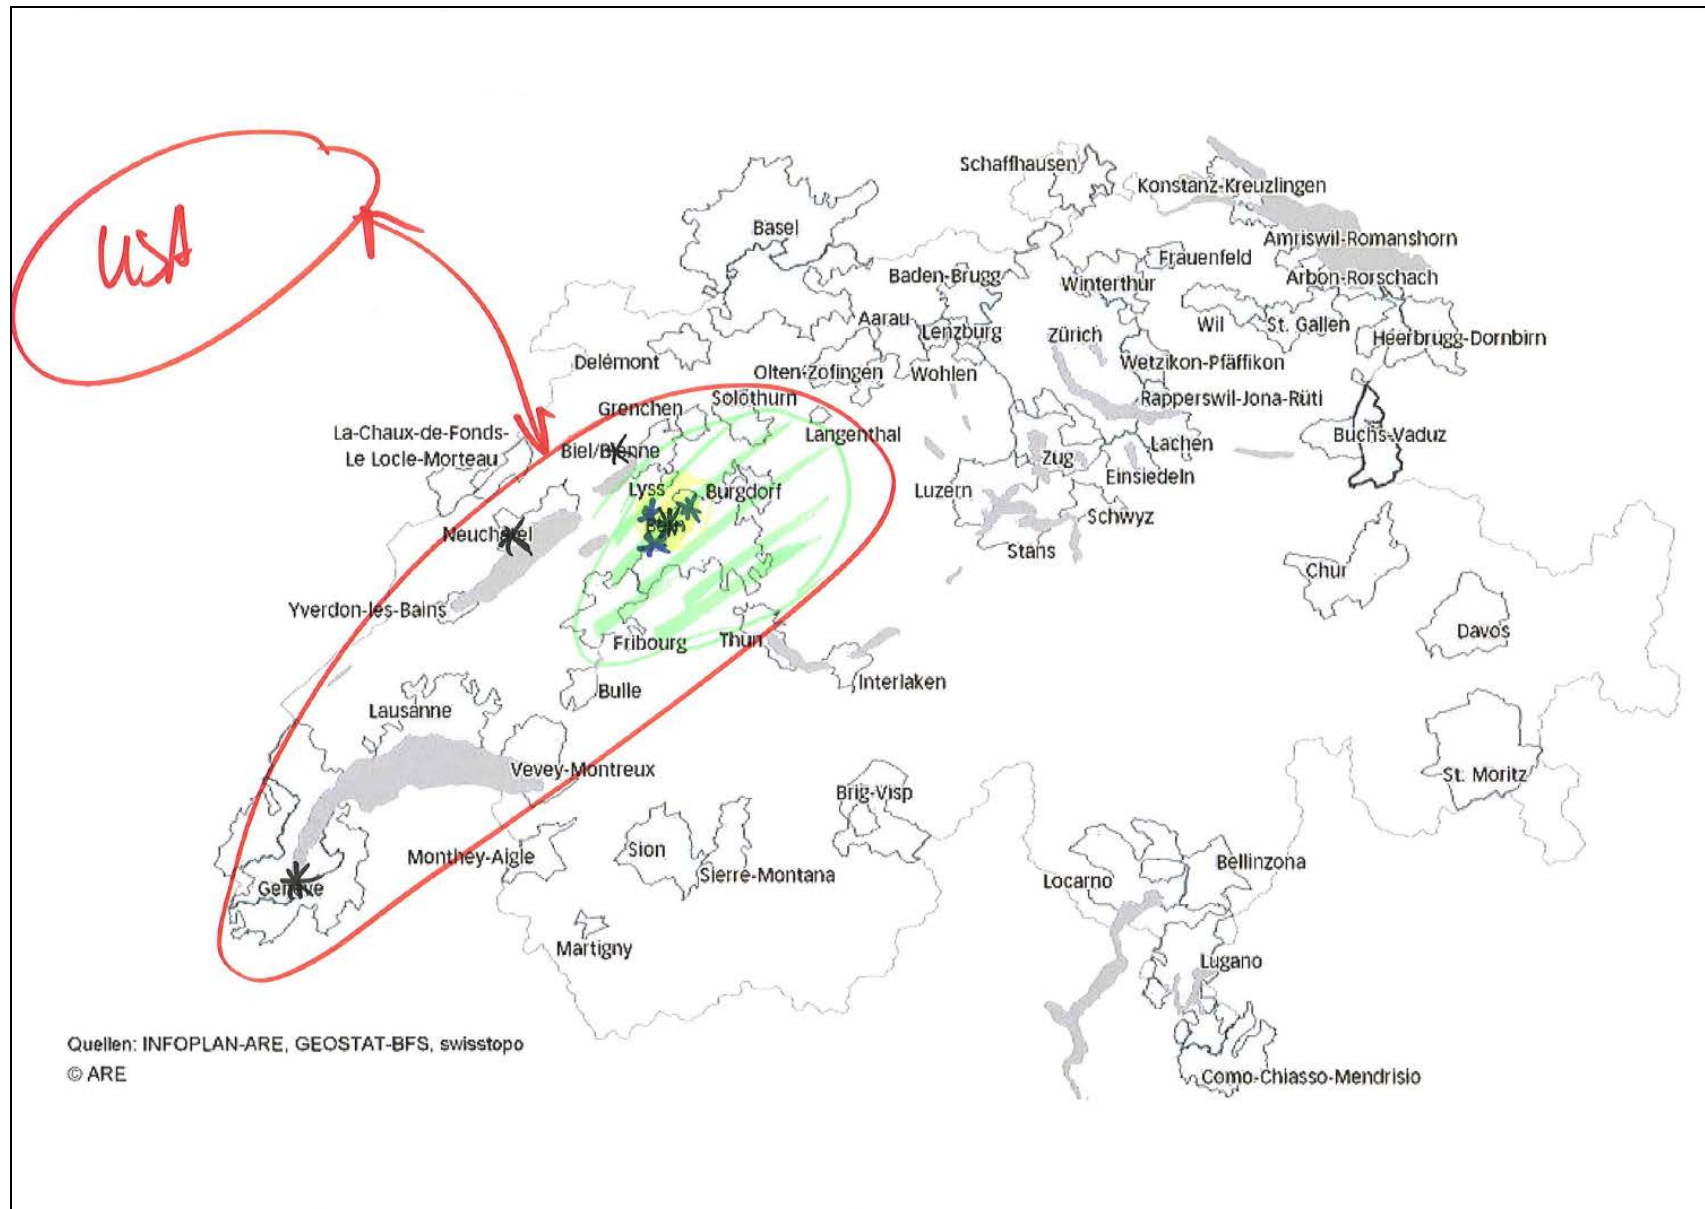 USA
Schaffhausen
Konstanz-Kreuzlingen
Basel
Amriswil-Romanshorn
Frauenfeld
Baden-Brugg
Winterthur
Arbon-Rorschach
Aarau
Lenzburg
Zürich
Wil
St. Gallen
Heerbrugg-Dornbirn
Delémont
Olten-Zofingen
Wohlen
Wetzikon-Pfäffikon
Grenchen
Solothurn
Rapperswil-Jona-Rüti
La-Chaux-de-Fonds-
Le Locle-Morteau
Biel/Bienne
Langenthal
Lachen
Buchs-Vaduz
Zug
Einsiedeln
Lyss
Burgdorf
Luzern
Schwyz
Neuchâtel
Bern
Stans
Chur
Yverdon-les-Bains
Davos
Fribourg
Thun
Interlaken
Bulle
Lausanne
Vevey-Montreux
St. Moritz
Brig-Visp
Monthey-Aigle
Sion
Sierre-Montana
Bellinzona
Locarno
Genève
Martigny
Lugano
Quellen: INFOPLAN-ARE, GEOSTAT-BFS, swisstopo
© ARE
Como-Chiasso-Mendrisio